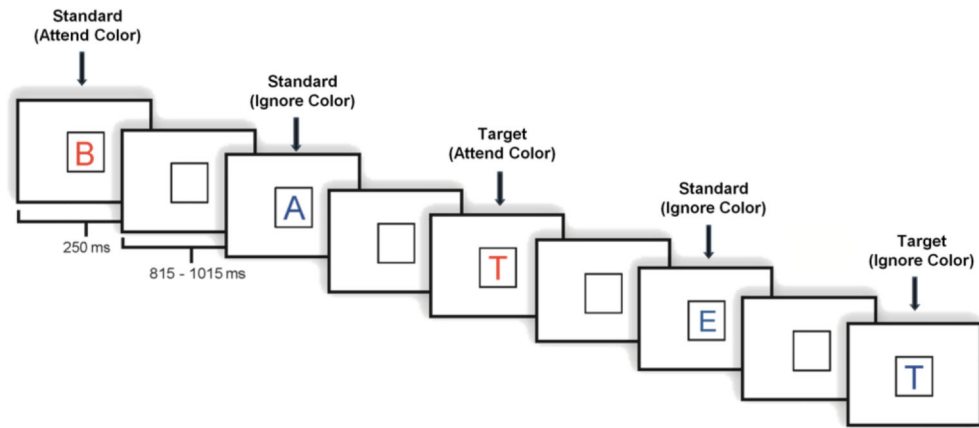 Standard
(Attend Color)
B
Standard
(Ignore Color)
A
Target
(Attend Color)
T
Standard
(Ignore Color)
E
Target
(Ignore Color)
T
250 ms
815 - 1015 ms